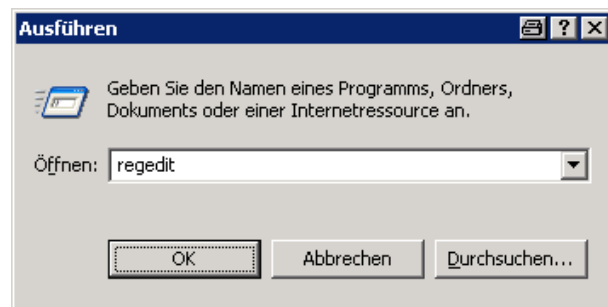 Ausführen
Geben Sie den Namen eines Programms, Ordners,
Dokuments oder einer Internetressource an.
Öffnen: regedit
OK Abbrechen Durchsuchen...